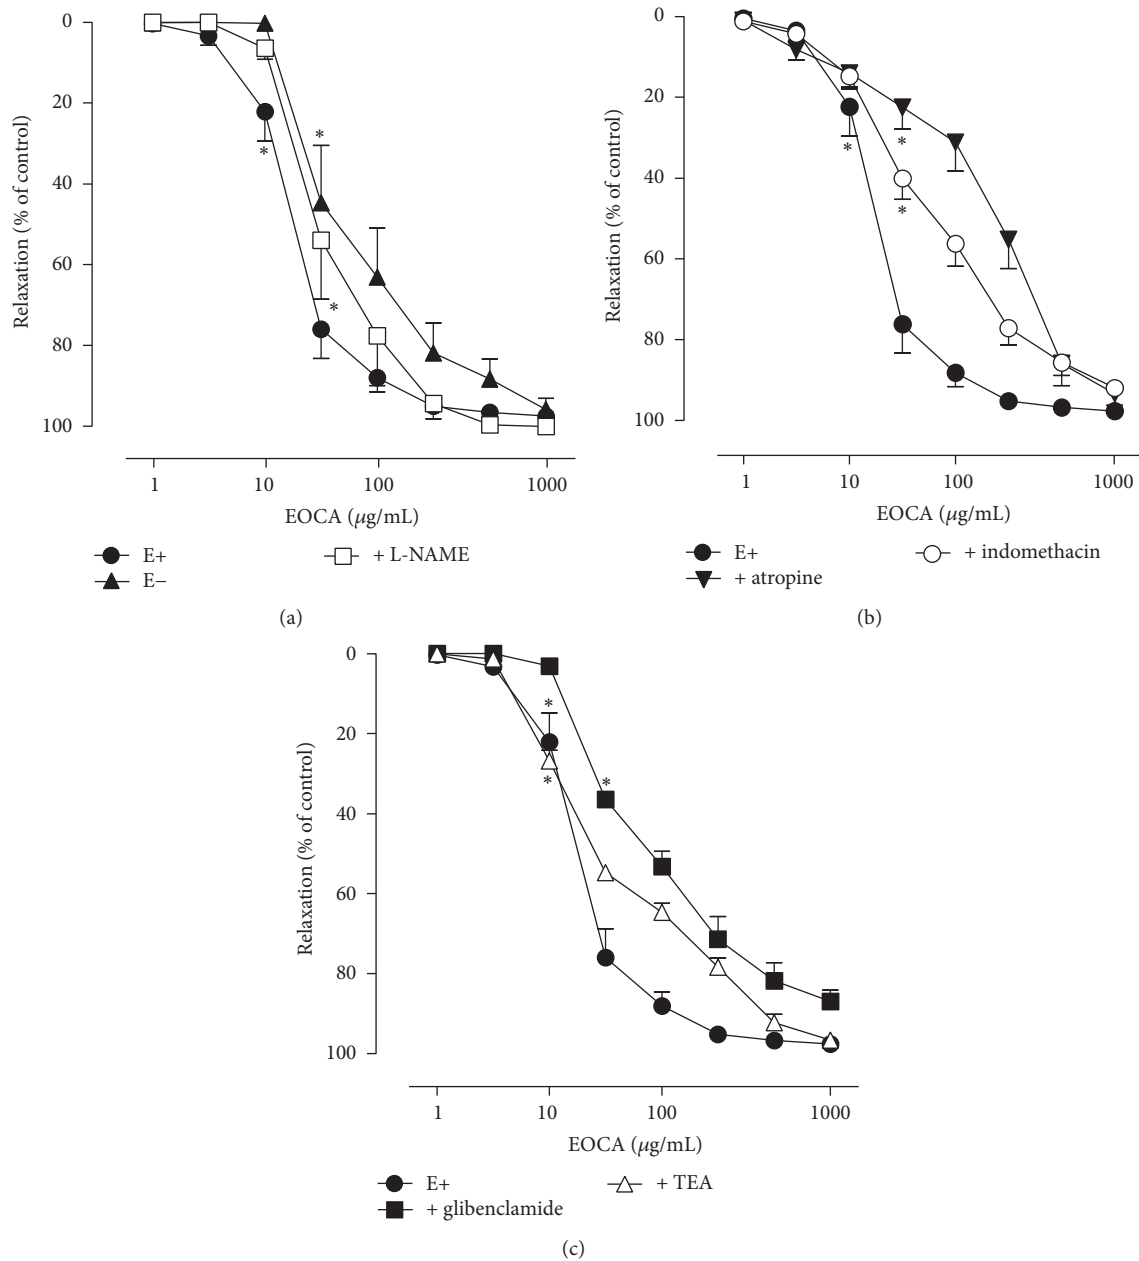 0
20
40
60
80
100
Relaxation (% of control)
*
*
*
1 10 100 1000
EOCA (μg/mL)
E+ + L-NAME
E−
(a)
0
20
40
60
80
100
Relaxation (% of control)
*
*
*
1 10 100 1000
EOCA (μg/mL)
E+ + indomethacin
+ atropine
(b)
0
20
40
60
80
100
Relaxation (% of control)
*
*
*
1 10 100 1000
EOCA (μg/mL)
E+ + TEA
+ glibenclamide
(c)